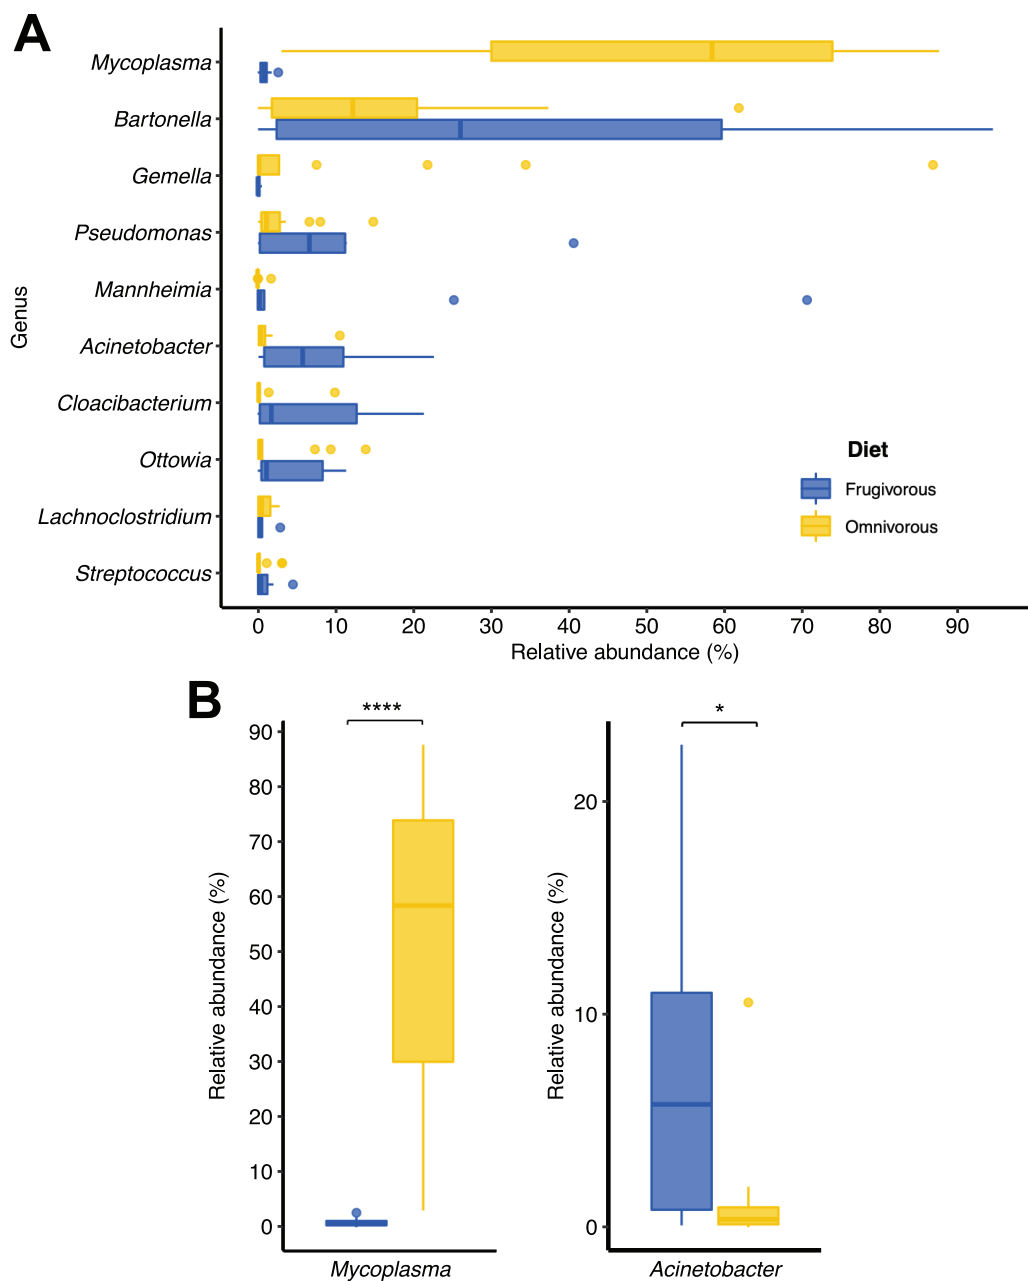 A
Mycoplasma
Bartonella
Gemella
Pseudomonas
Mannheimia
Acinetobacter
Cloacibacterium
Ottowia
Lachnoclostridium
Streptococcus
Genus
Diet
Frugivorous
Omnivorous
0 10 20 30 40 50 60 70 80 90
Relative abundance (%)
B
****
90
80
70
60
50
40
30
20
10
0
Relative abundance (%)
Mycoplasma
*
20
10
0
Relative abundance (%)
Acinetobacter